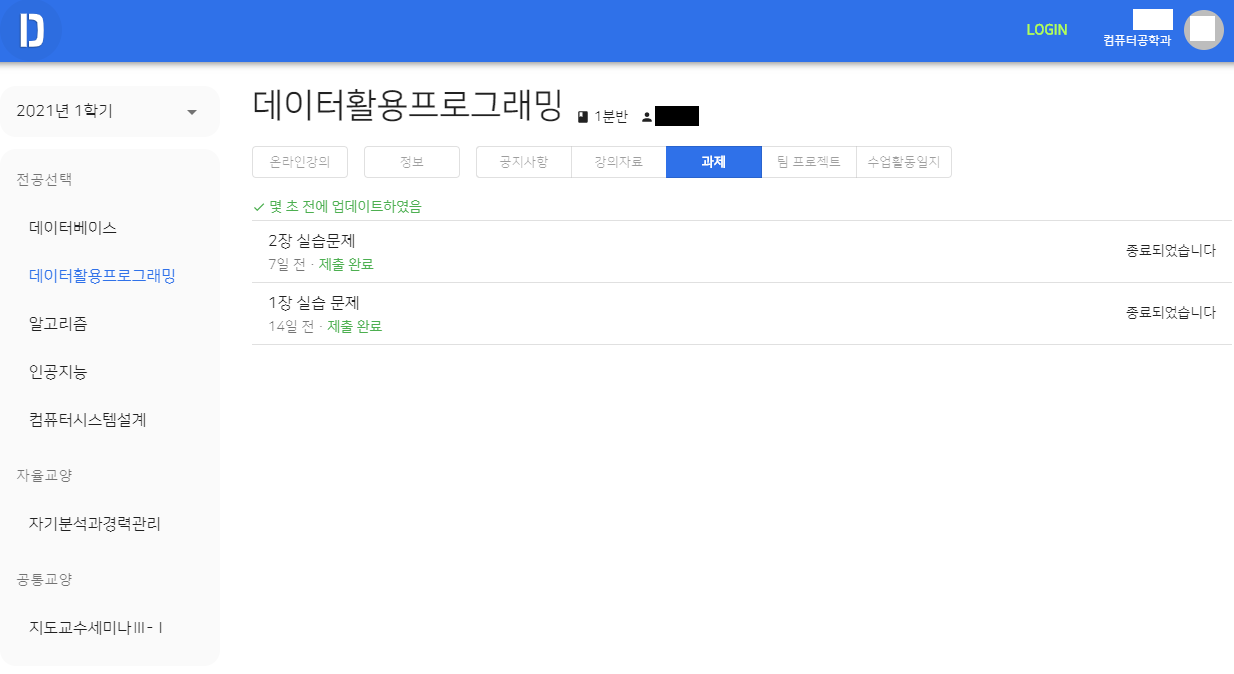 D
LOGIN
컴퓨터공학과
2021년 1학기
전공선택
데이터베이스
데이터활용프로그래밍
알고리즘
인공지능
컴퓨터시스템설계
자율교양
자기분석과경력관리
공통교양
지도교수세미나Ⅲ-Ⅰ
데이터활용프로그래밍 1분반
온라인강의 정보 공지사항 강의자료 과제 팀 프로젝트 수업활동일지
몇 초 전에 업데이트하였음
2장 실습문제
7일 전 · 제출 완료
종료되었습니다
1장 실습 문제
14일 전 · 제출 완료
종료되었습니다